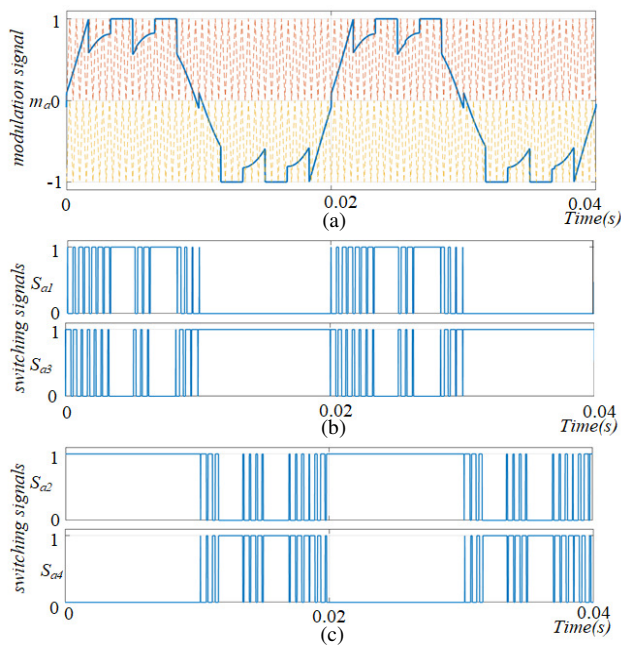 1
modulation signal
m_a 0
-1
0 0.02 0.04
Time(s)
(a)
switching signals
1
S_a1
0
1
S_a3
0
0 0.02 0.04
(b) Time(s)
switching signals
1
S_a2
0
1
S_a4
0
0 0.02 0.04
Time(s)
(c)